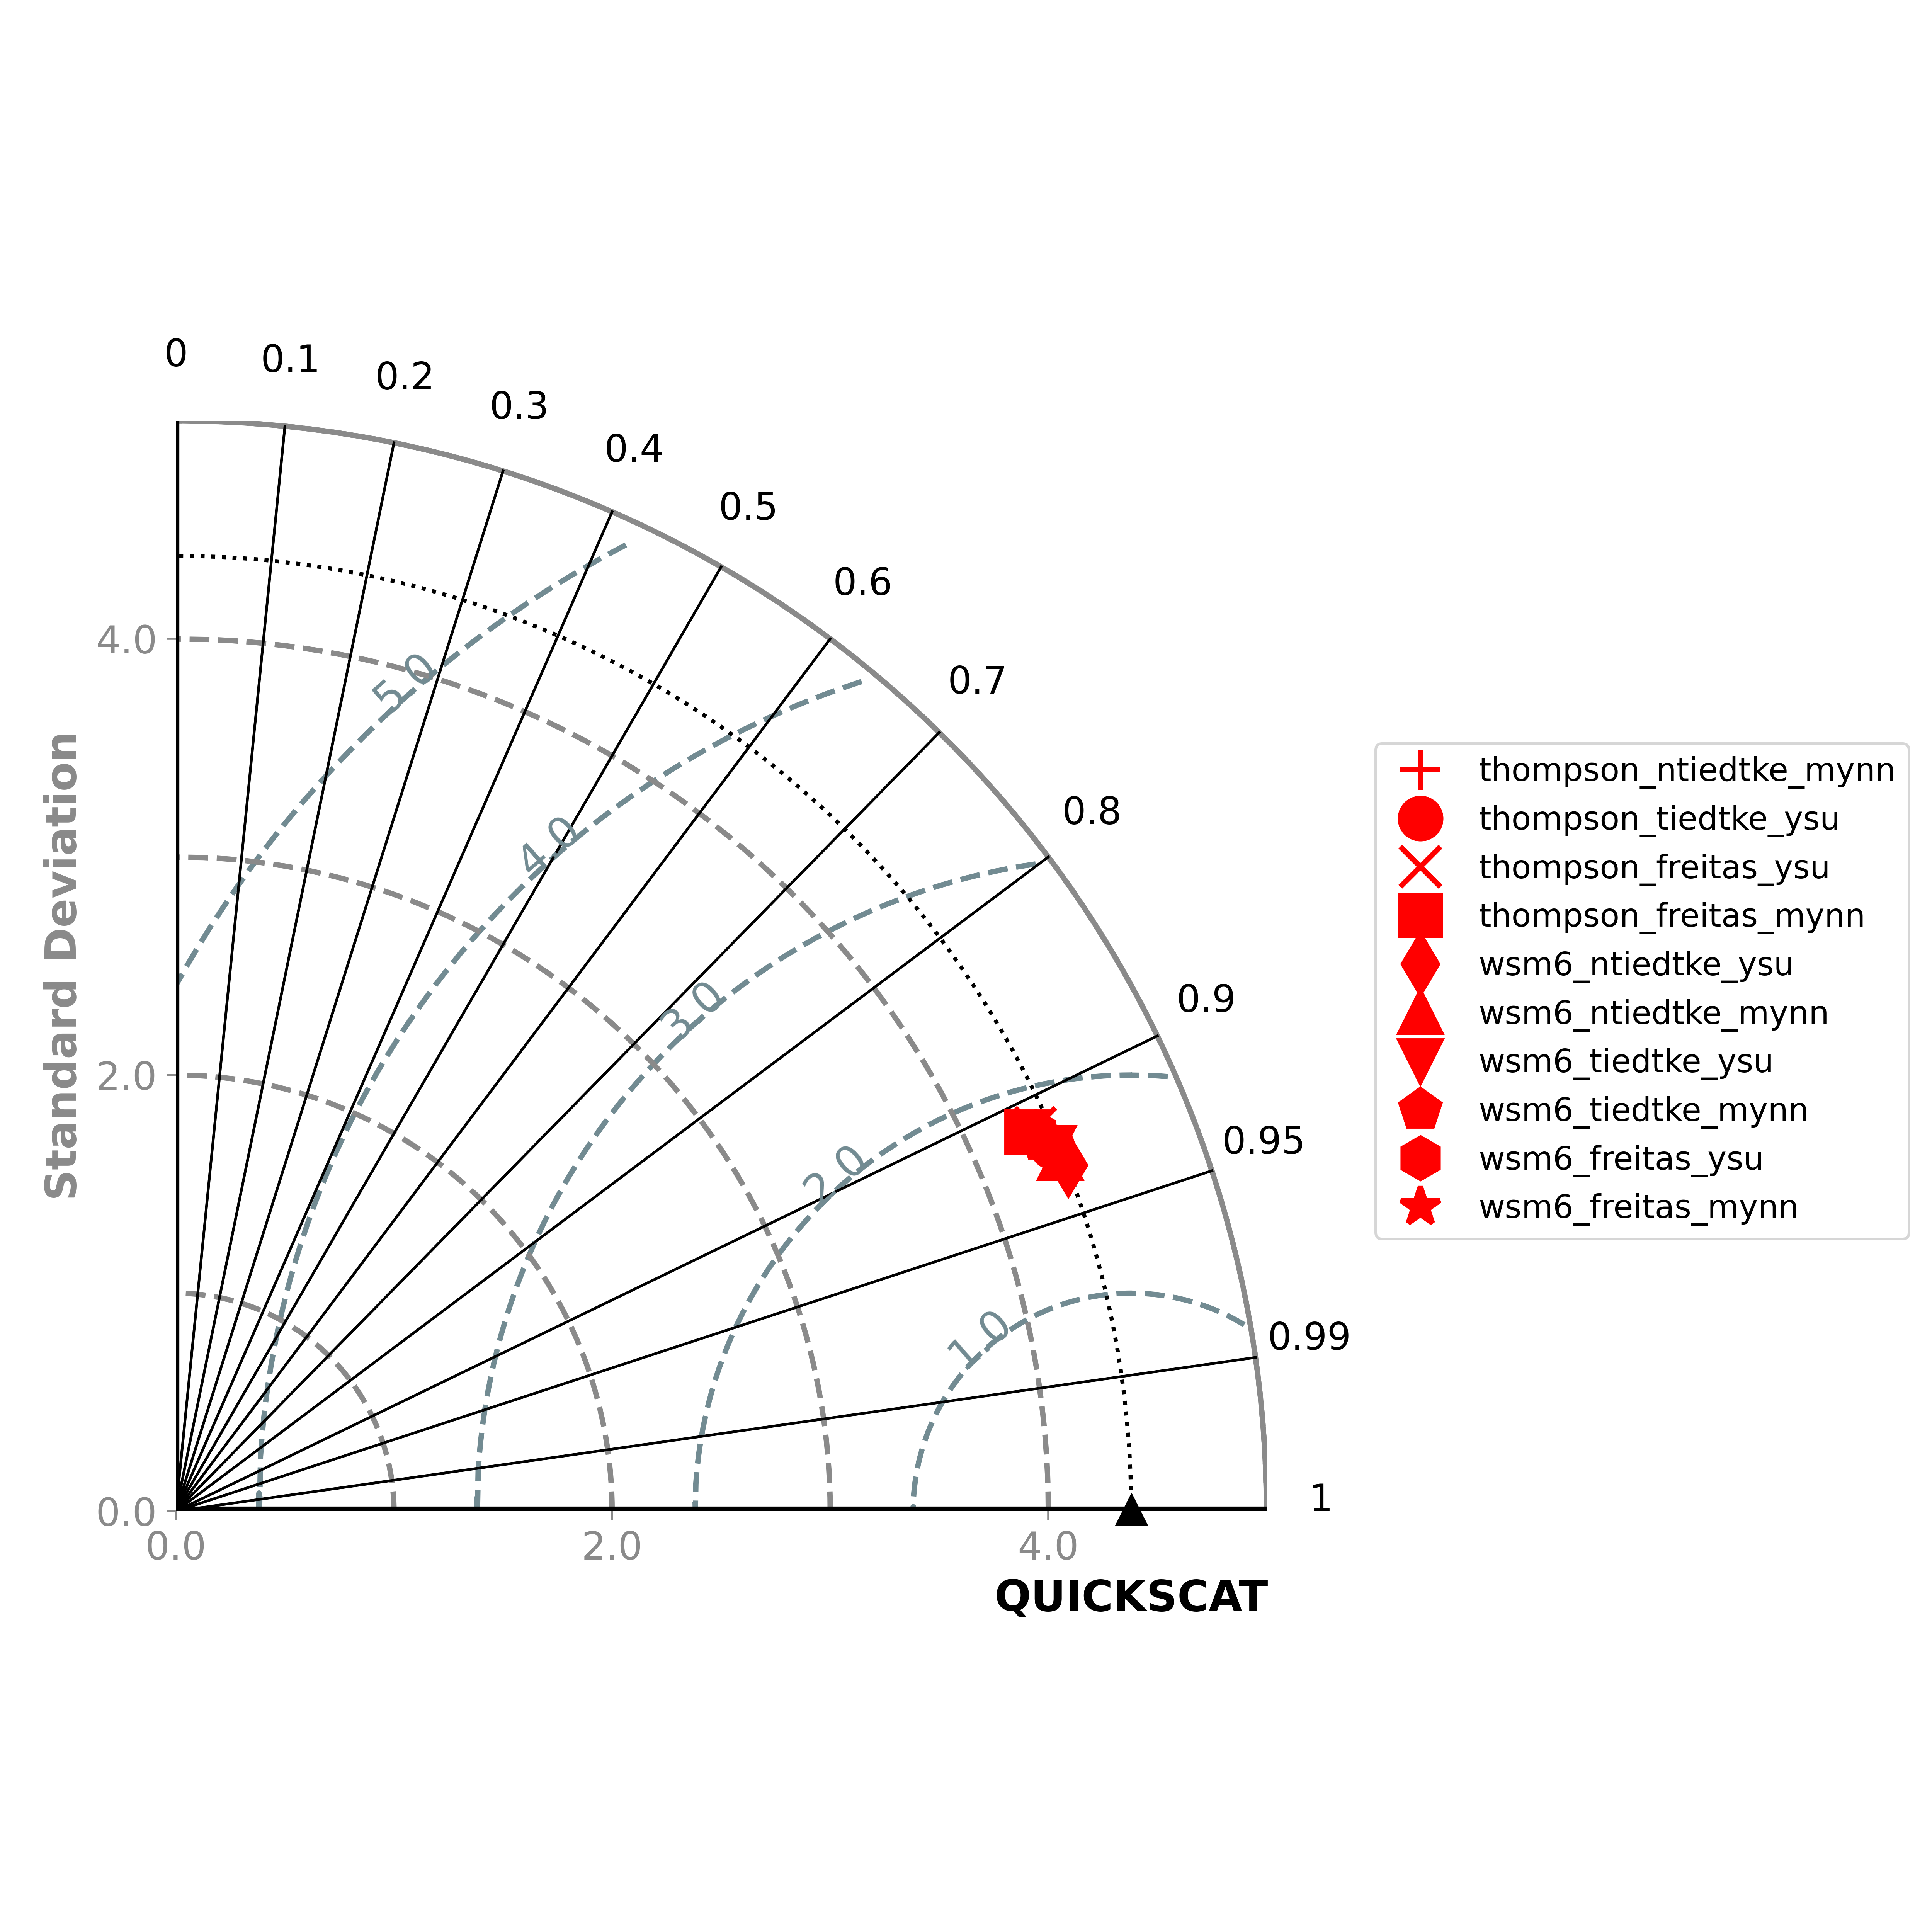 0
0.1
0.2
0.3
0.4
0.5
0.6
0.7
0.8
0.9
0.95
0.99
1
5.0
4.0
3.0
2.0
1.0
Standard Deviation
4.0
2.0
0.0
0.0
2.0
4.0
QUICKSCAT
thompson_ntiedtke_mynn
thompson_tiedtke_ysu
thompson_freitas_ysu
thompson_freitas_mynn
wsm6_ntiedtke_ysu
wsm6_ntiedtke_mynn
wsm6_tiedtke_ysu
wsm6_tiedtke_mynn
wsm6_freitas_ysu
wsm6_freitas_mynn